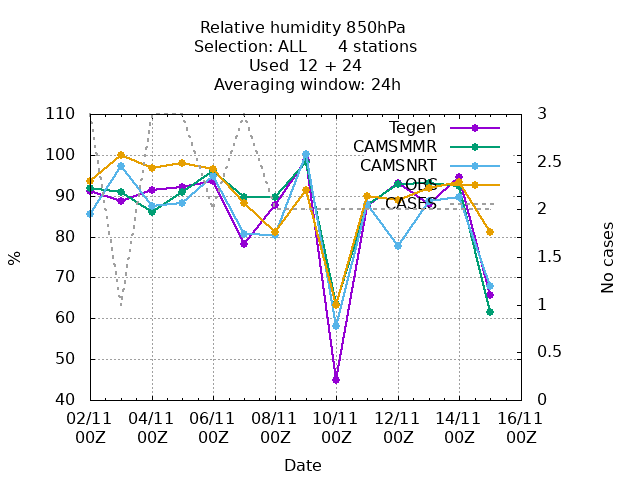 Relative humidity 850hPa
Selection: ALL 4 stations
Used 12 + 24
Averaging window: 24h
110 3
Tegen
CAMSMMR
100 2.5
CAMSNRT
OBS
90 2
CASES
80 1.5
%
No cases
70
60 1
50 0.5
40 0
02/11 04/11 06/11 08/11 10/11 12/11 14/11 16/11
00Z 00Z 00Z 00Z 00Z 00Z 00Z 00Z
Date